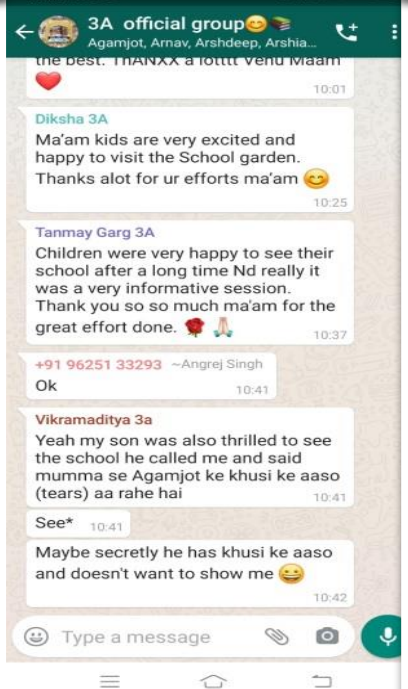 3A official group😊📚
Agamjot, Arnav, Arshdeep, Arshia...
the best. ThANXX a lotttt Venu Maam
❤️
10:01
Diksha 3A
Ma'am kids are very excited and
happy to visit the School garden.
Thanks alot for ur efforts ma'am 😊
10:25
Tanmay Garg 3A
Children were very happy to see their
school after a long time Nd really it
was a very informative session.
Thank you so so much ma'am for the
great effort done. 🌹 🙏🏻
10:37
+91 96251 33293 ~Angrej Singh
Ok
10:41
Vikramaditya 3a
Yeah my son was also thrilled to see
the school he called me and said
mumma se Agamjot ke khusi ke aaso
(tears) aa rahe hai
10:41
See* 10:41
Maybe secretly he has khusi ke aaso
and doesn't want to show me 😀
10:42
Type a message